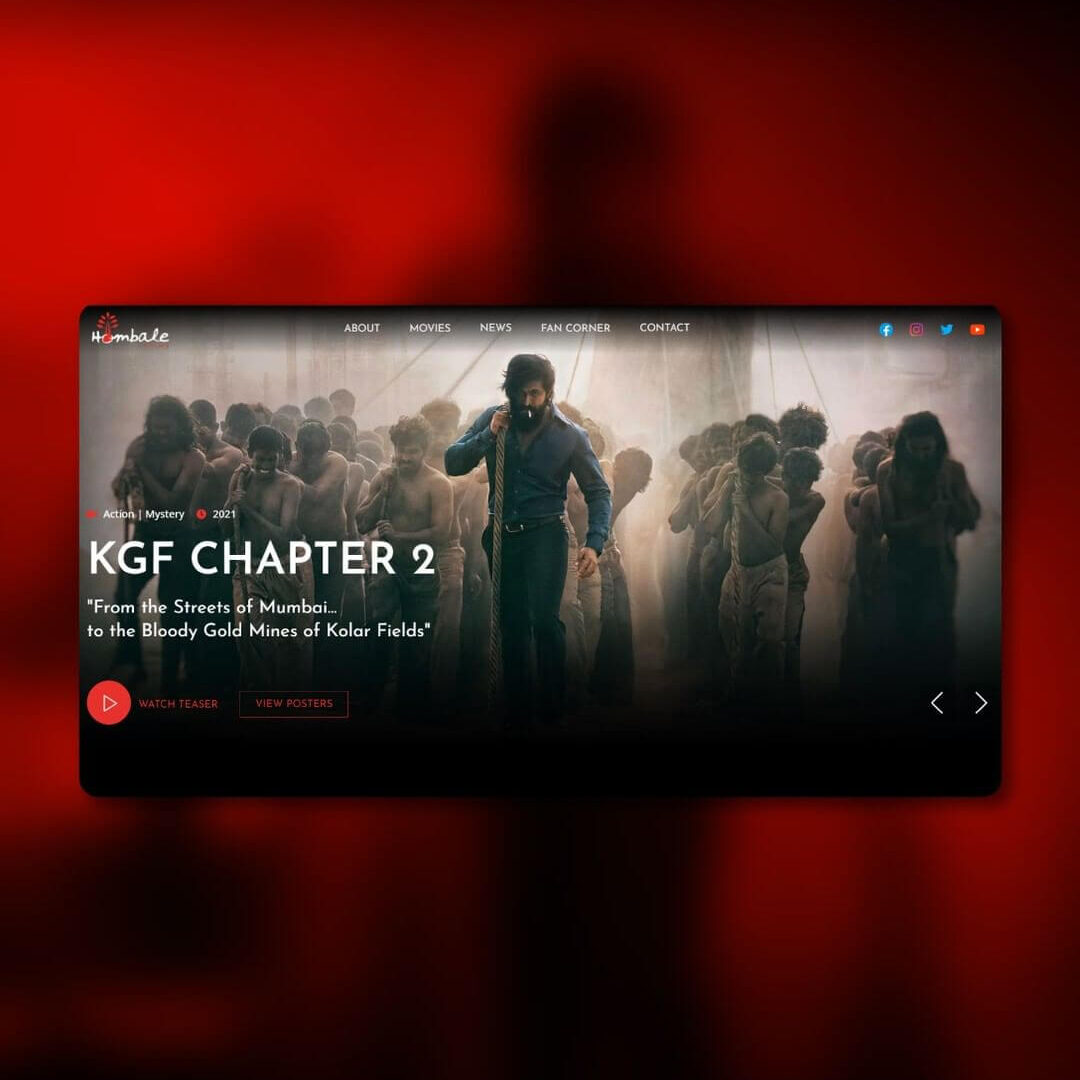 Hombale
ABOUT MOVIES NEWS FAN CORNER CONTACT
Action | Mystery 2021
KGF CHAPTER 2
"From the Streets of Mumbai...
to the Bloody Gold Mines of Kolar Fields"
WATCH TEASER VIEW POSTERS